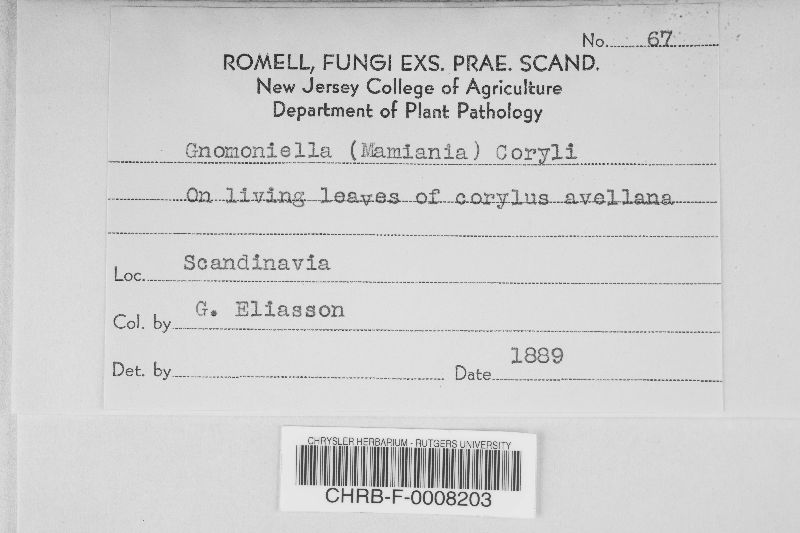 No. 67
ROMELL, FUNGI EXS. PRAE. SCAND.
New Jersey College of Agriculture
Department of Plant Pathology
Gnomoniella (Mamiania) Coryli
On living leaves of corylus avellana
Loc. Scandinavia
Col. by G. Eliasson
Det. by
Date 1889
CHRYSLER HERBARIUM - RUTGERS UNIVERSITY
CHRB-F-0008203